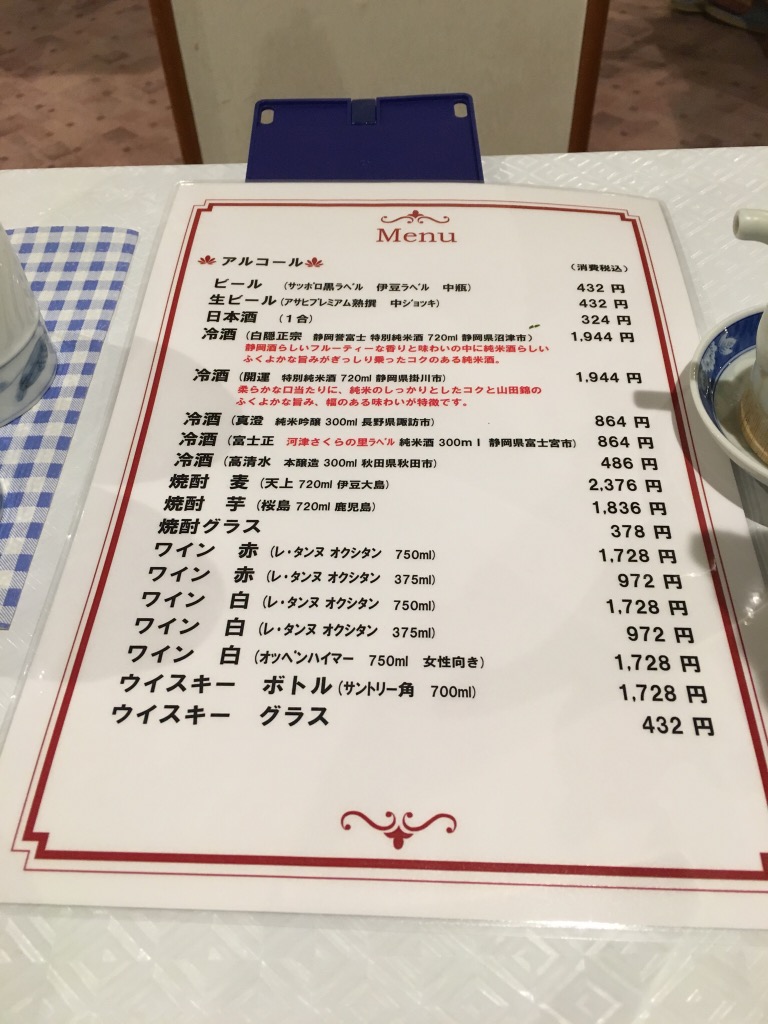 Menu
アルコール
(消費税込)
ビール (サッポロ黒ラベル 伊豆ラベル 中瓶) 432 円
生ビール (アサヒプレミアム熟撰 中ジョッキ) 432 円
日本酒 (1合) 324 円
冷酒 (白隠正宗 静岡誉富士 特別純米酒 720ml 静岡県沼津市) 1,944 円
静岡酒らしいフルーティーな香りと味わいの中に純米酒らしい
ふくよかな旨みがぎっしり乗ったコクのある純米酒。
冷酒 (開運 特別純米酒 720ml 静岡県掛川市) 1,944 円
柔らかな口当たりに、純米のしっかりとしたコクと山田錦の
ふくよかな旨み、幅のある味わいが特徴です。
冷酒 (真澄 純米吟醸 300ml 長野県諏訪市) 864 円
冷酒 (富士正 河津さくらの里ラベル 純米酒 300ml 静岡県富士宮市) 864 円
冷酒 (高清水 本醸造 300ml 秋田県秋田市) 486 円
焼酎 麦 (天上 720ml 伊豆大島) 2,376 円
焼酎 芋 (桜島 720ml 鹿児島) 1,836 円
焼酎グラス 378 円
ワイン 赤 (レ・タンヌ オクシタン 750ml) 1,728 円
ワイン 赤 (レ・タンヌ オクシタン 375ml) 972 円
ワイン 白 (レ・タンヌ オクシタン 750ml) 1,728 円
ワイン 白 (レ・タンヌ オクシタン 375ml) 972 円
ワイン 白 (オッペンハイマー 750ml 女性向き) 1,728 円
ウイスキー ボトル (サントリー角 700ml) 1,728 円
ウイスキー グラス 432 円